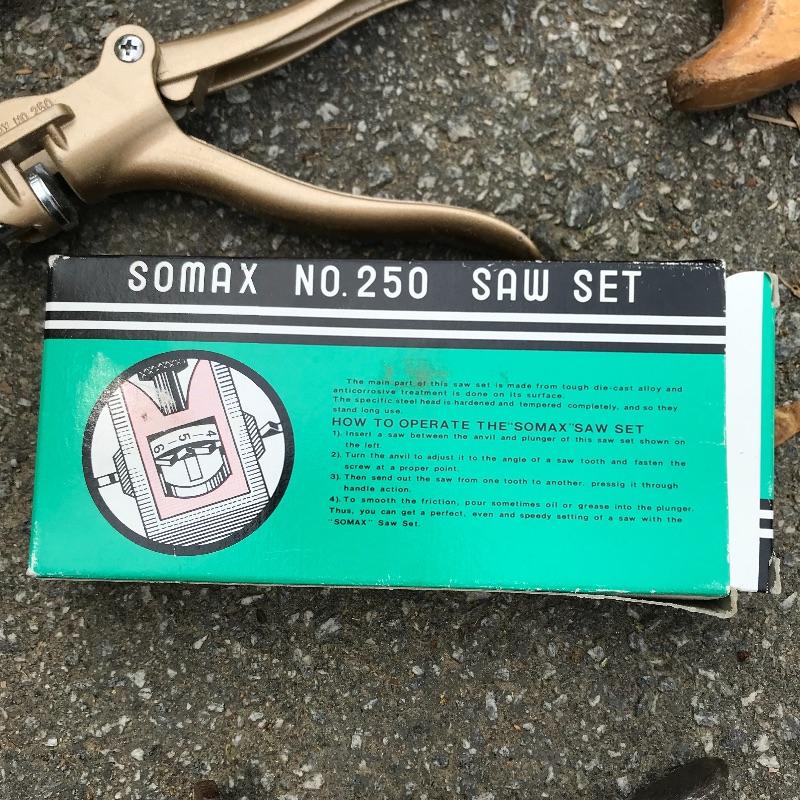 NO. 250
SOMAX NO. 250 SAW SET
The main part of this saw set is made from tough die-cast alloy and
anticorrosive treatment is done on its surface.
The specific steel head is hardened and tempered completely, and so they
stand long use.
HOW TO OPERATE THE "SOMAX" SAW SET
1). Insert a saw between the anvil and plunger of this saw set shown on
the left.
2). Turn the anvil to adjust it to the angle of a saw tooth and fasten the
screw at a proper point.
3). Then send out the saw from one tooth to another. pressig it through
handle action.
4). To smooth the friction, pour sometimes oil or grease into the plunger.
Thus, you can get a perfect, even and speedy setting of a saw with the
"SOMAX" Saw Set.
4 5 6